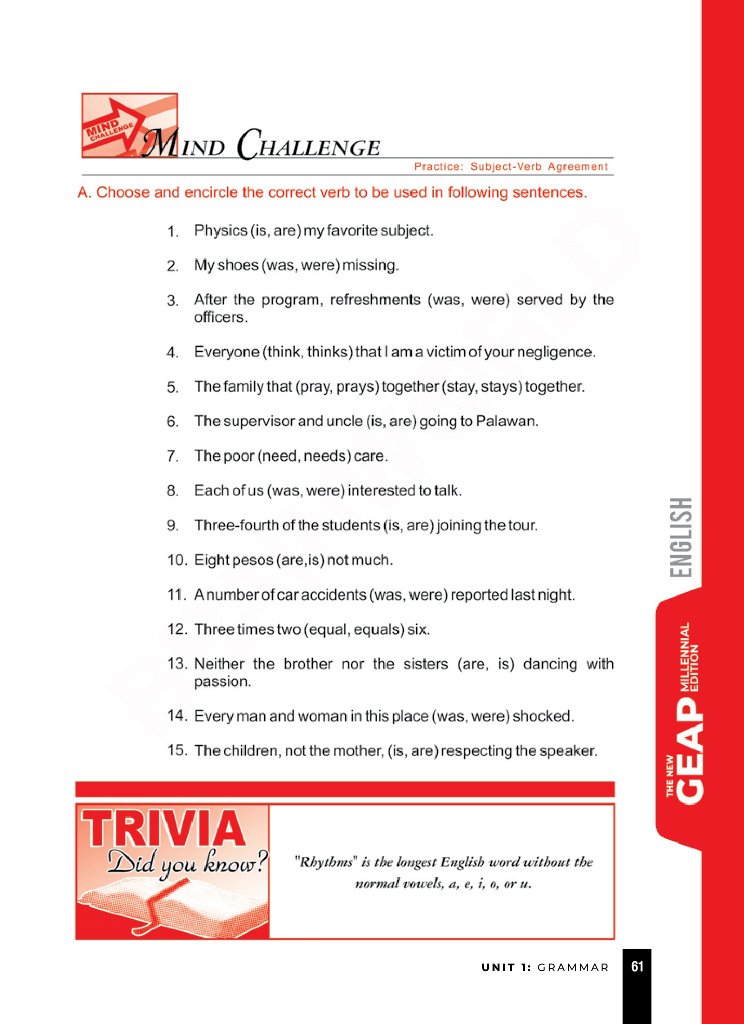 MIND
CHALLENGE
MIND CHALLENGE
Practice: Subject-Verb Agreement
A. Choose and encircle the correct verb to be used in following sentences.
1. Physics (is, are) my favorite subject.
2. My shoes (was, were) missing.
3. After the program, refreshments (was, were) served by the
officers.
4. Everyone (think, thinks) that I am a victim of your negligence.
5. The family that (pray, prays) together (stay, stays) together.
6. The supervisor and uncle (is, are) going to Palawan.
7. The poor (need, needs) care.
8. Each of us (was, were) interested to talk.
9. Three-fourth of the students (is, are) joining the tour.
10. Eight pesos (are,is) not much.
11. A number of car accidents (was, were) reported last night.
12. Three times two (equal, equals) six.
13. Neither the brother nor the sisters (are, is) dancing with
passion.
14. Every man and woman in this place (was, were) shocked.
15. The children, not the mother, (is, are) respecting the speaker.
TRIVIA
Did you know?
"Rhythms" is the longest English word without the
normal vowels, a, e, i, o, or u.
ENGLISH
THE NEW
GEAP
MILLENNIAL
EDITION
UNIT 1: GRAMMAR 61